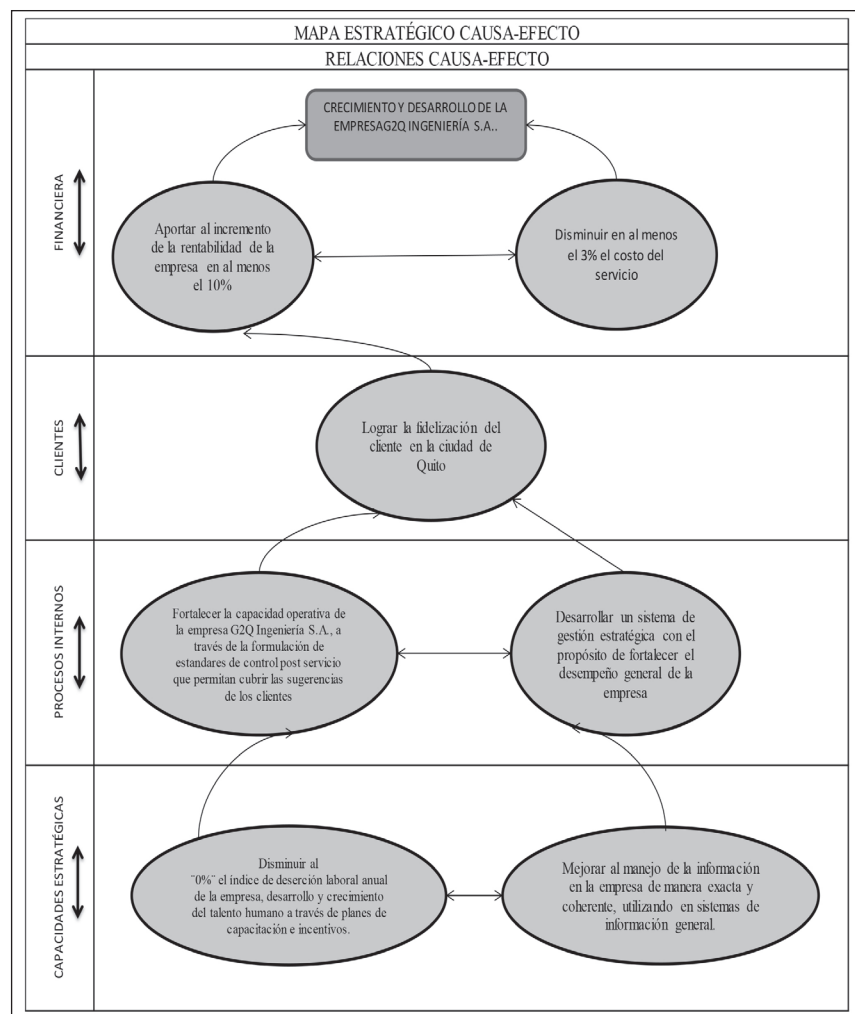 MAPA ESTRATÉGICO CAUSA-EFECTO
RELACIONES CAUSA-EFECTO
FINANCIERA
CRECIMIENTO Y DESARROLLO DE LA
EMPRESAG2Q INGENIERÍA S.A..
Aportar al incremento
de la rentabilidad de la
empresa en al menos
el 10%
Disminuir en al menos
el 3% el costo del
servicio
CLIENTES
Lograr la fidelización del
cliente en la ciudad de
Quito
PROCESOS INTERNOS
Fortalecer la capacidad operativa de
la empresa G2Q Ingeniería S.A., a
través de la formulación de
estandares de control post servicio
que permitan cubrir las sugerencias
de los clientes
Desarrollar un sistema de
gestión estratégica con el
propósito de fortalecer el
desempeño general de la
empresa
CAPACIDADES ESTRATÉGICAS
Disminuir al
¨0%¨ el índice de deserción laboral anual
de la empresa, desarrollo y crecimiento
del talento humano a través de planes de
capacitación e incentivos.
Mejorar al manejo de la información
en la empresa de manera exacta y
coherente, utilizando en sistemas de
información general.